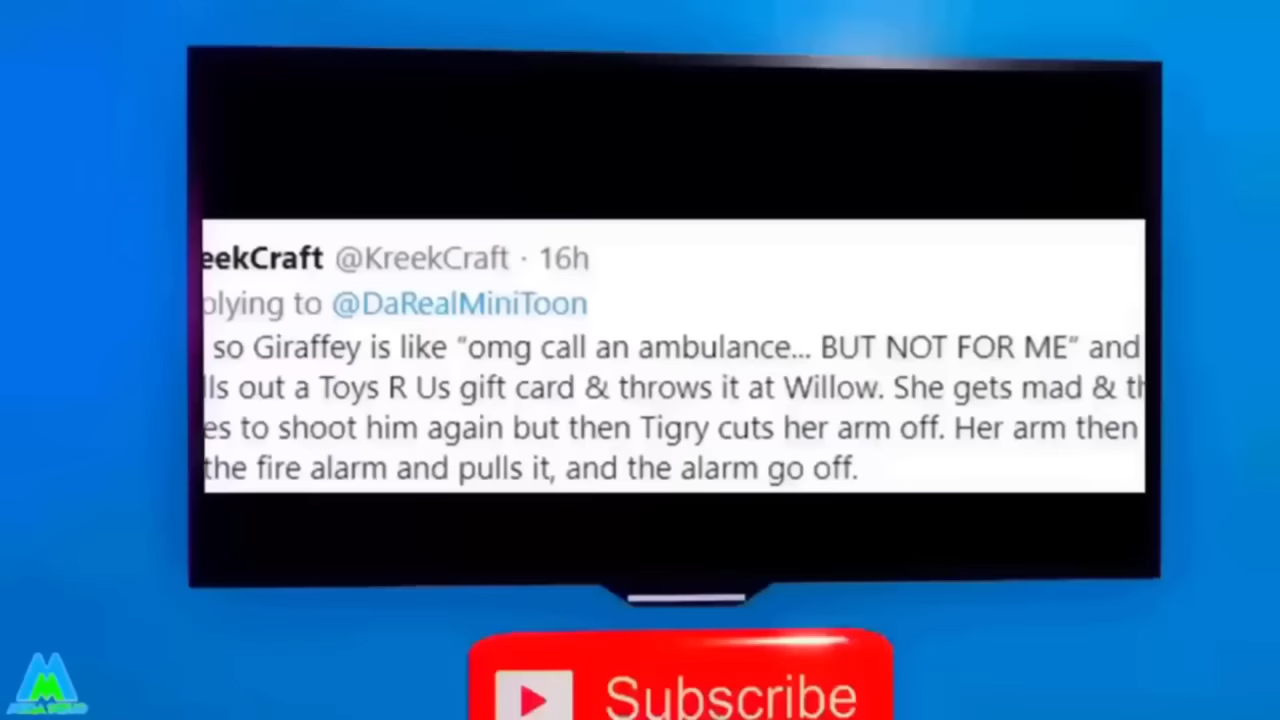 eekCraft @KreekCraft · 16h
plying to @DaRealMiniToon
so Giraffey is like "omg call an ambulance... BUT NOT FOR ME" and
lls out a Toys R Us gift card & throws it at Willow. She gets mad & th
es to shoot him again but then Tigry cuts her arm off. Her arm then
the fire alarm and pulls it, and the alarm go off.
Subscribe